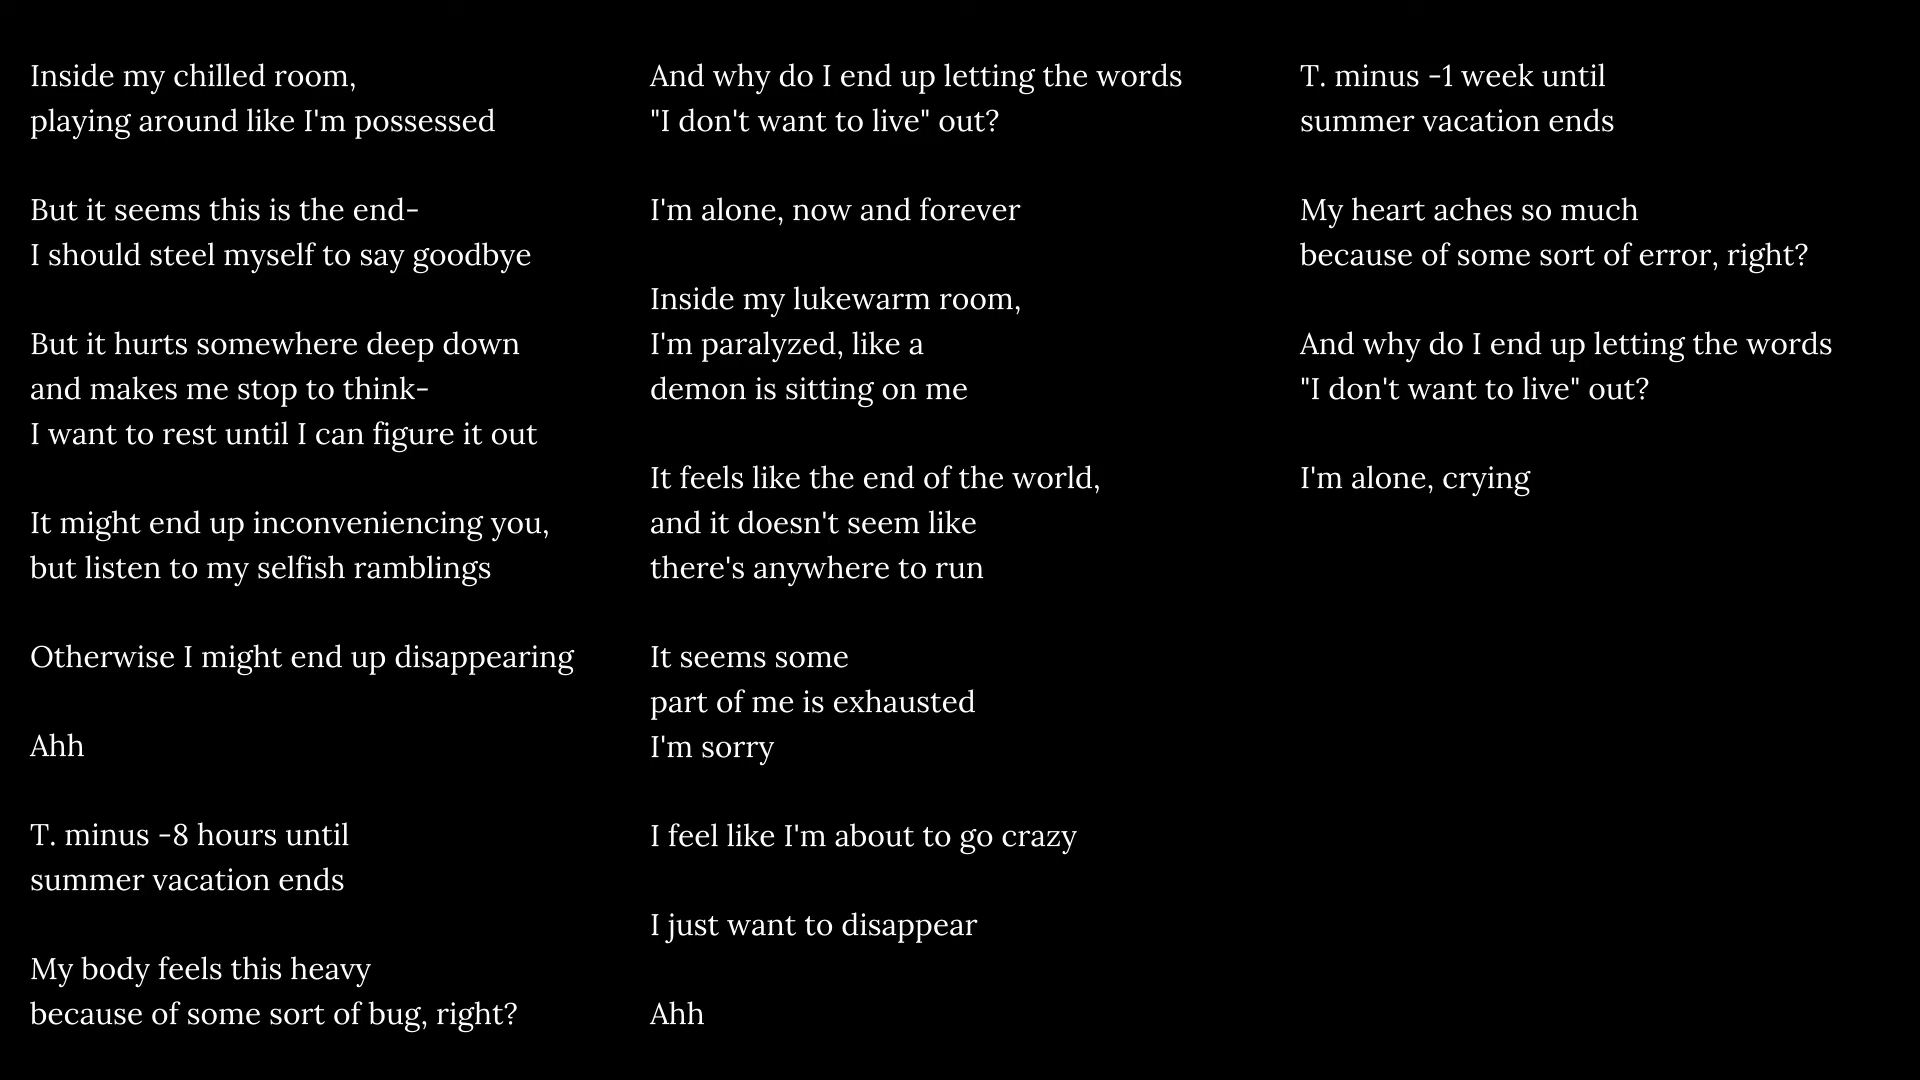 Inside my chilled room,
playing around like I'm possessed
But it seems this is the end-
I should steel myself to say goodbye
But it hurts somewhere deep down
and makes me stop to think-
I want to rest until I can figure it out
It might end up inconveniencing you,
but listen to my selfish ramblings
Otherwise I might end up disappearing
Ahh
T. minus -8 hours until
summer vacation ends
My body feels this heavy
because of some sort of bug, right?
And why do I end up letting the words
"I don't want to live" out?
I'm alone, now and forever
Inside my lukewarm room,
I'm paralyzed, like a
demon is sitting on me
It feels like the end of the world,
and it doesn't seem like
there's anywhere to run
It seems some
part of me is exhausted
I'm sorry
I feel like I'm about to go crazy
I just want to disappear
Ahh
T. minus -1 week until
summer vacation ends
My heart aches so much
because of some sort of error, right?
And why do I end up letting the words
"I don't want to live" out?
I'm alone, crying